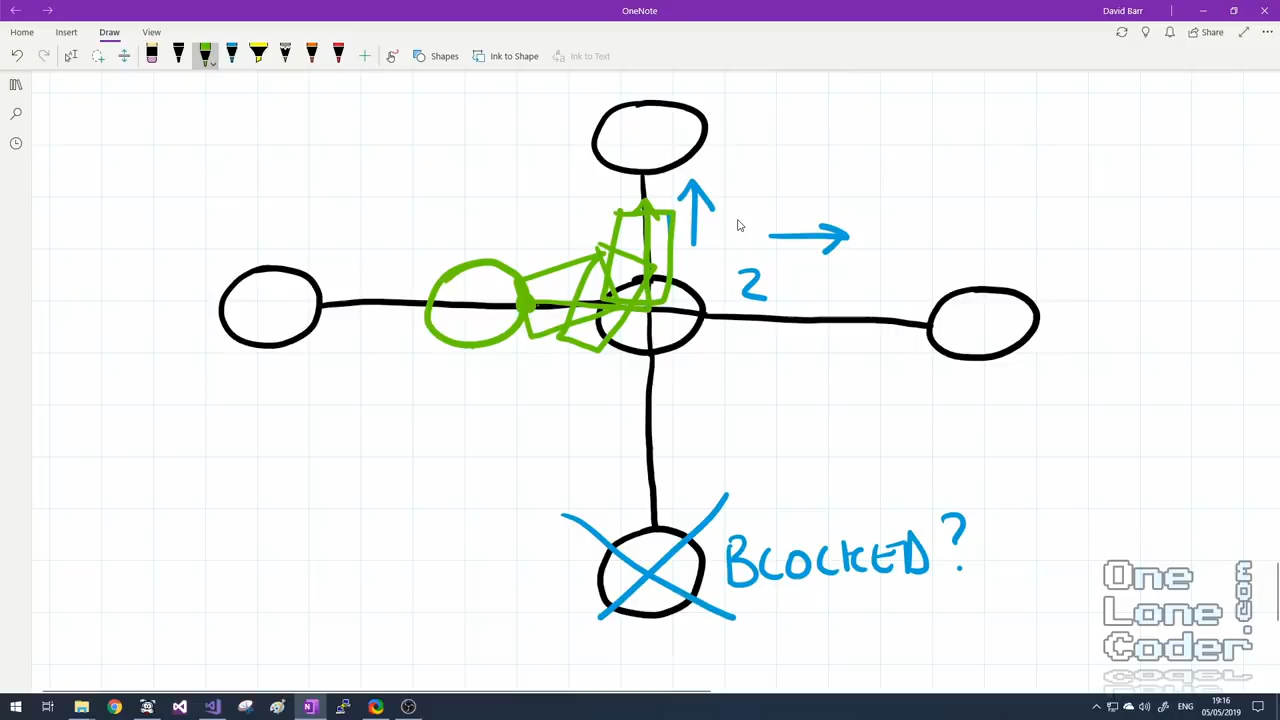 OneNote
David Barr
Home Insert Draw View
Share
Shapes
Ink to Shape
Ink to Text
2
BLOCKED?
One
Lone
Coder
.com
ENG
19:16
05/05/2019